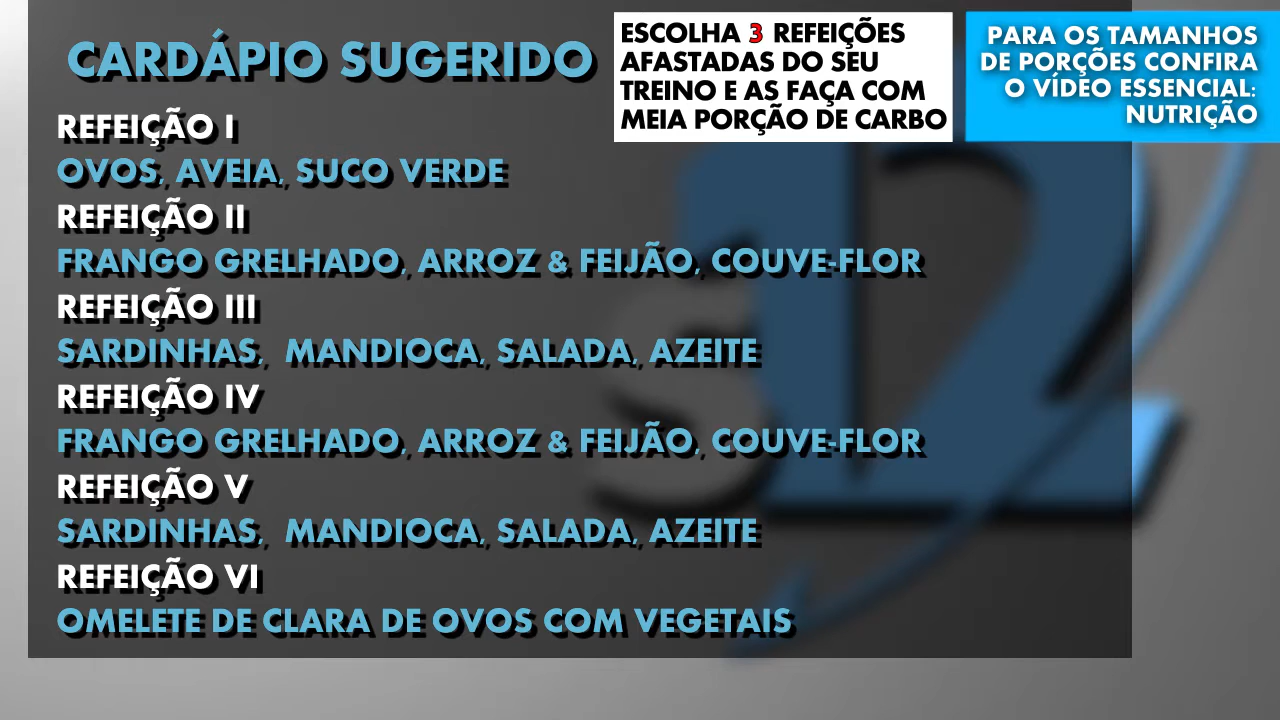 CARDÁPIO SUGERIDO
ESCOLHA 3 REFEIÇÕES
AFASTADAS DO SEU
TREINO E AS FAÇA COM
MEIA PORÇÃO DE CARBO
PARA OS TAMANHOS
DE PORÇÕES CONFIRA
O VÍDEO ESSENCIAL:
NUTRIÇÃO
REFEIÇÃO I
OVOS, AVEIA, SUCO VERDE
REFEIÇÃO II
FRANGO GRELHADO, ARROZ & FEIJÃO, COUVE-FLOR
REFEIÇÃO III
SARDINHAS, MANDIOCA, SALADA, AZEITE
REFEIÇÃO IV
FRANGO GRELHADO, ARROZ & FEIJÃO, COUVE-FLOR
REFEIÇÃO V
SARDINHAS, MANDIOCA, SALADA, AZEITE
REFEIÇÃO VI
OMELETE DE CLARA DE OVOS COM VEGETAIS
12